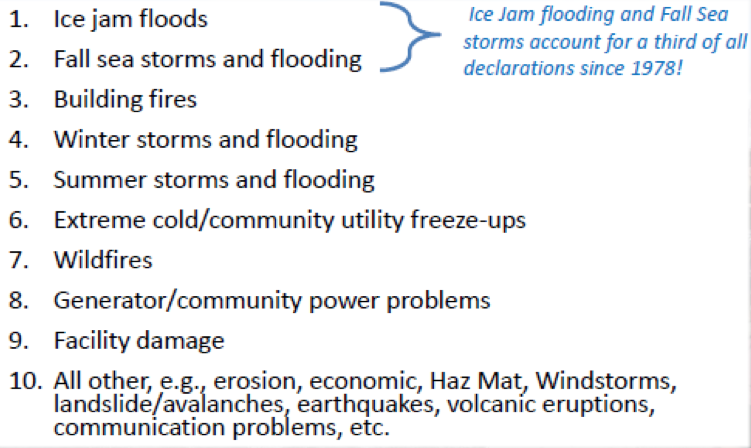 1. Ice jam floods
2. Fall sea storms and flooding
Ice Jam flooding and Fall Sea
storms account for a third of all
declarations since 1978!
3. Building fires
4. Winter storms and flooding
5. Summer storms and flooding
6. Extreme cold/community utility freeze-ups
7. Wildfires
8. Generator/community power problems
9. Facility damage
10. All other, e.g., erosion, economic, Haz Mat, Windstorms,
landslide/avalanches, earthquakes, volcanic eruptions,
communication problems, etc.